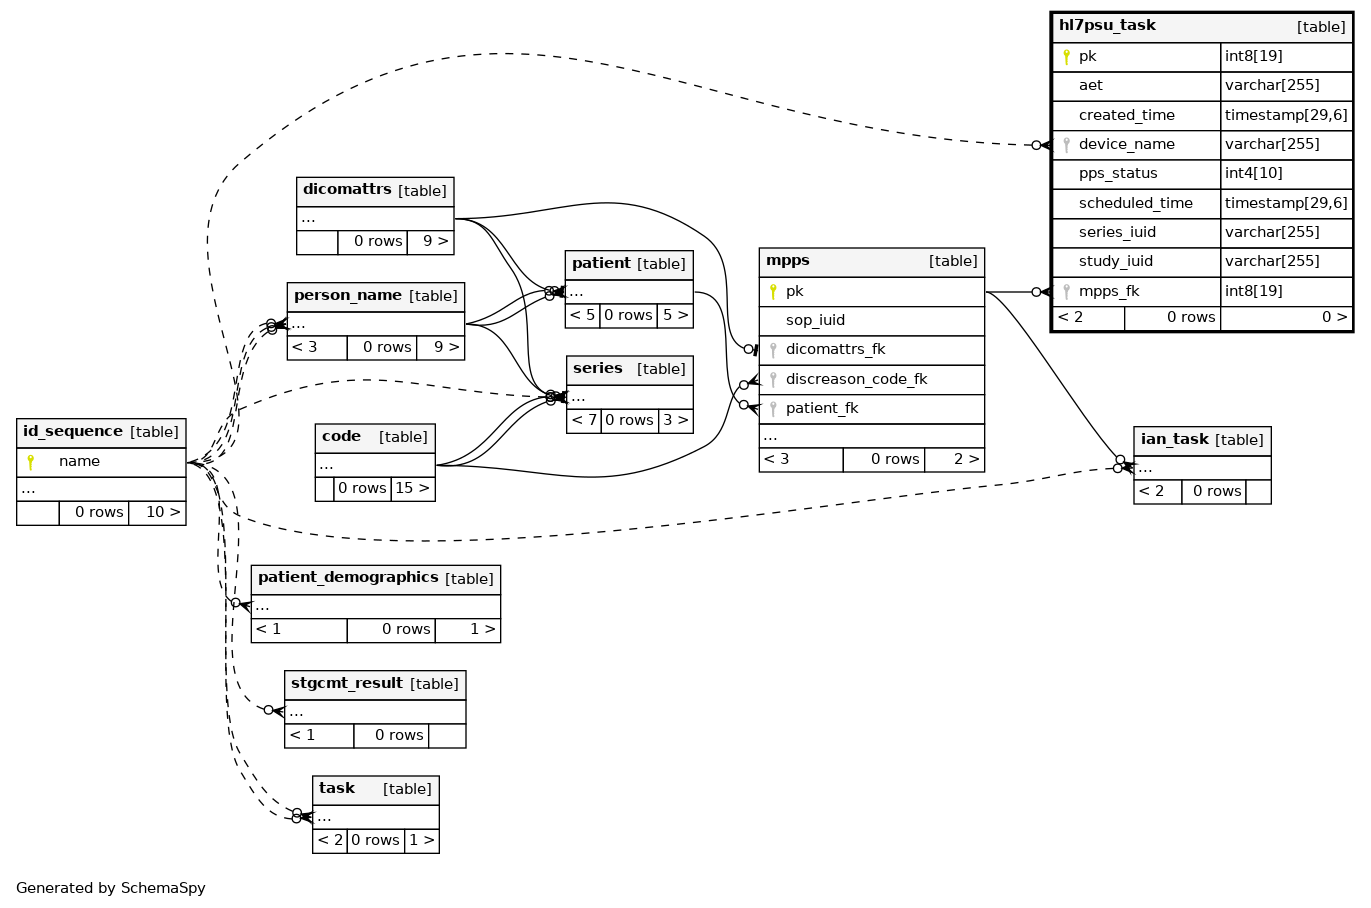 hl7psu_task [table]
pk int8[19]
aet varchar[255]
created_time timestamp[29,6]
device_name varchar[255]
pps_status int4[10]
scheduled_time timestamp[29,6]
series_iuid varchar[255]
study_iuid varchar[255]
mpps_fk int8[19]
< 2 0 rows 0 >
dicomattrs [table]
...
0 rows 9 >
patient [table]
...
< 5 0 rows 5 >
mpps [table]
pk
sop_iuid
dicomattrs_fk
discreason_code_fk
patient_fk
...
< 3 0 rows 2 >
person_name [table]
...
< 3 0 rows 9 >
series [table]
...
< 7 0 rows 3 >
id_sequence [table]
name
...
0 rows 10 >
code [table]
...
0 rows 15 >
ian_task [table]
...
< 2 0 rows
patient_demographics [table]
...
< 1 0 rows 1 >
stgcmt_result [table]
...
< 1 0 rows
task [table]
...
< 2 0 rows 1 >
Generated by SchemaSpy